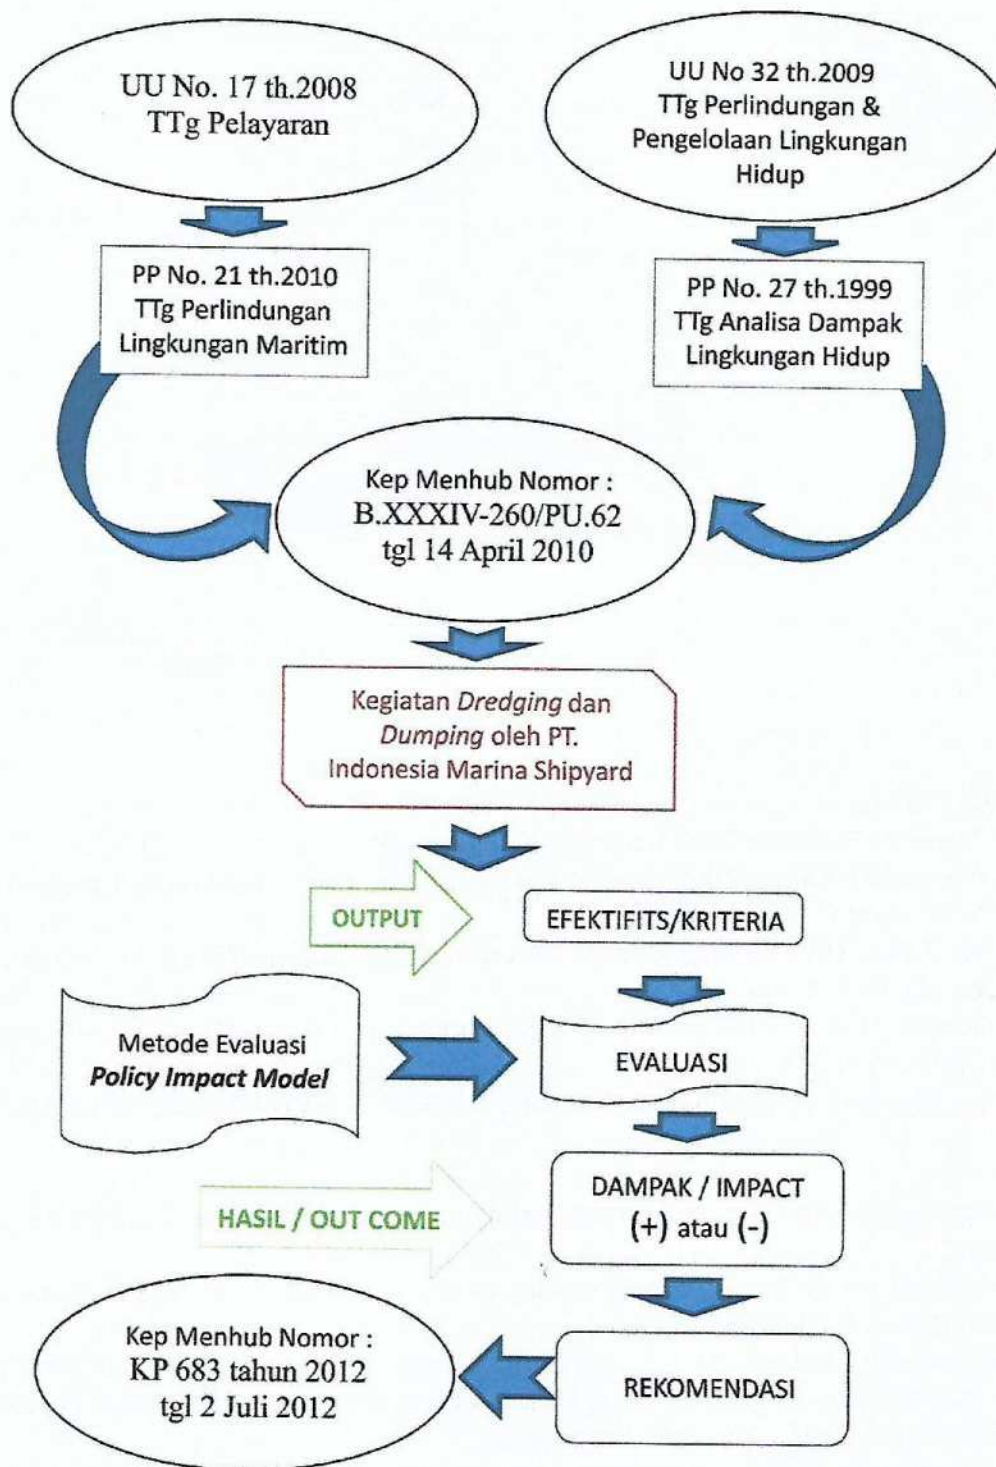 UU No. 17 th.2008
TTg Pelayaran
UU No 32 th.2009
TTg Perlindungan &
Pengelolaan Lingkungan
Hidup
PP No. 21 th.2010
TTg Perlindungan
Lingkungan Maritim
PP No. 27 th.1999
TTg Analisa Dampak
Lingkungan Hidup
Kep Menhub Nomor :
B.XXXIV-260/PU.62
tgl 14 April 2010
Kegiatan Dredging dan
Dumping oleh PT.
Indonesia Marina Shipyard
OUTPUT
EFEKTIFITS/KRITERIA
Metode Evaluasi
Policy Impact Model
EVALUASI
HASIL / OUT COME
DAMPAK / IMPACT
(+) atau (-)
Kep Menhub Nomor :
KP 683 tahun 2012
tgl 2 Juli 2012
REKOMENDASI